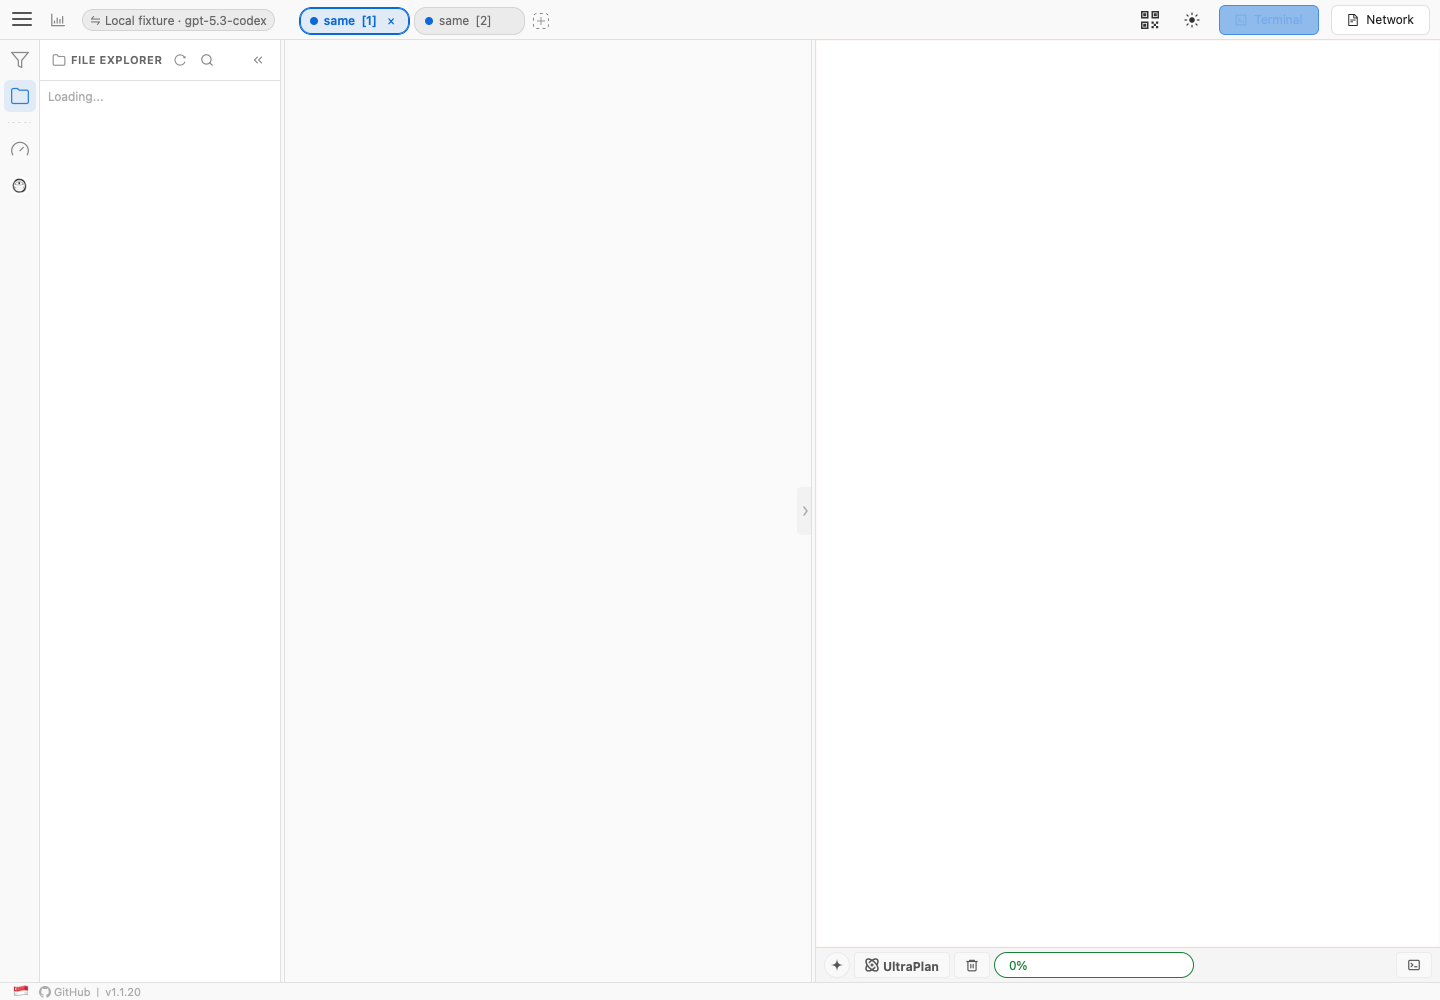 Local fixture · gpt-5.3-codex
same [1] ×
same [2]
Terminal
Network
FILE EXPLORER
Loading...
UltraPlan
0%
GitHub | v1.1.20